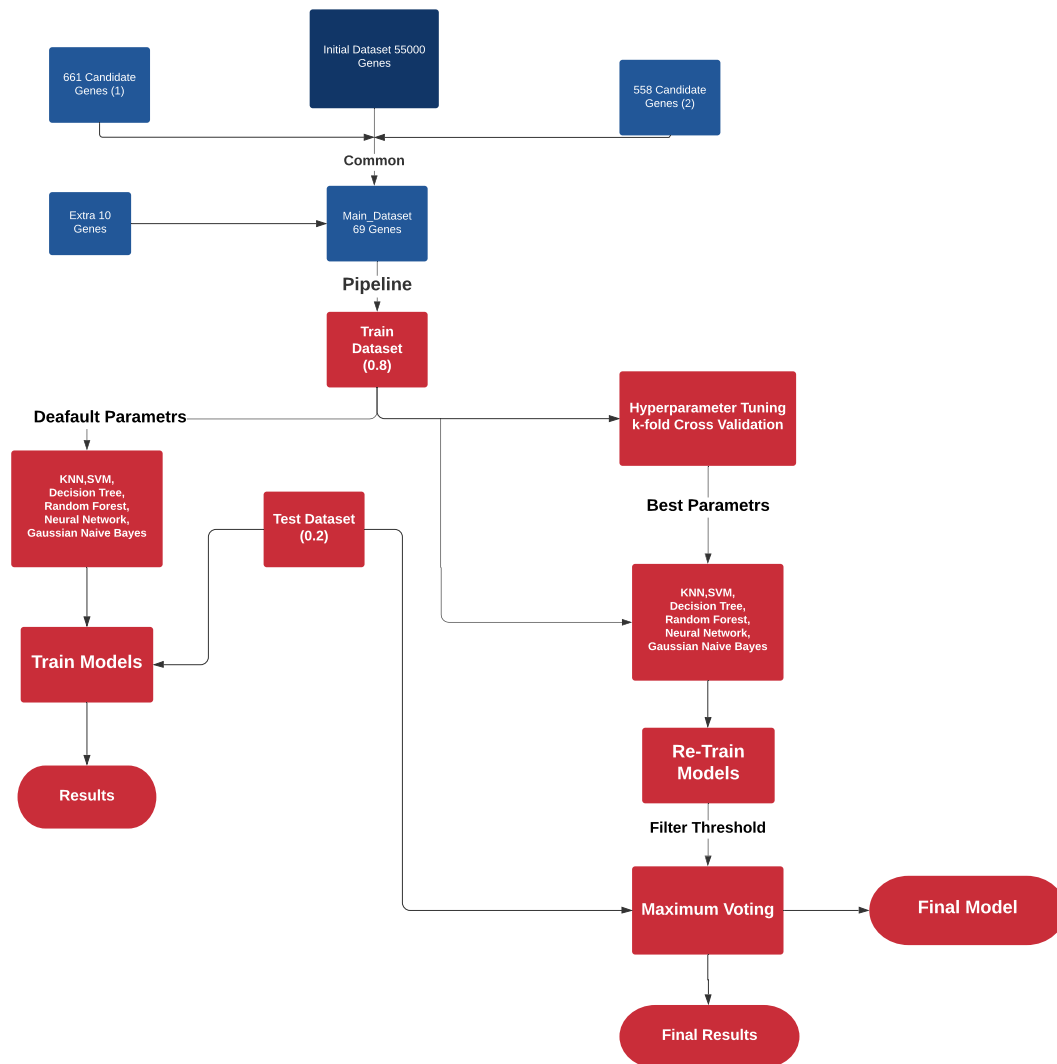 Initial Dataset 55000
Genes
661 Candidate
Genes (1)
558 Candidate
Genes (2)
Common
Extra 10
Genes
Main_Dataset
69 Genes
Pipeline
Train
Dataset
(0.8)
Deafault Parametrs
Hyperparameter Tuning
k-fold Cross Validation
KNN,SVM,
Decision Tree,
Random Forest,
Neural Network,
Gaussian Naive Bayes
Test Dataset
(0.2)
Best Parametrs
KNN,SVM,
Decision Tree,
Random Forest,
Neural Network,
Gaussian Naive Bayes
Train Models
Re-Train
Models
Results
Filter Threshold
Maximum Voting
Final Model
Final Results